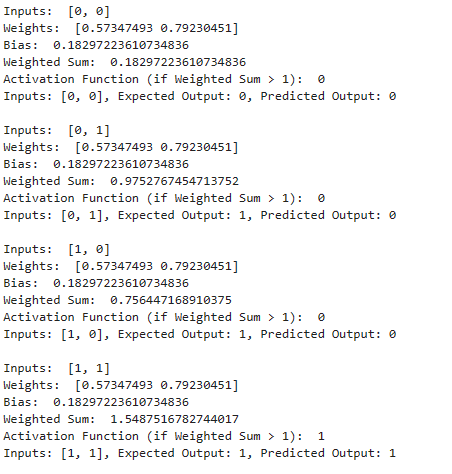 Inputs:  [0, 0]
Weights:  [0.57347493 0.79230451]
Bias:  0.18297223610734836
Weighted Sum:  0.18297223610734836
Activation Function (if Weighted Sum > 1):  0
Inputs: [0, 0], Expected Output: 0, Predicted Output: 0

Inputs:  [0, 1]
Weights:  [0.57347493 0.79230451]
Bias:  0.18297223610734836
Weighted Sum:  0.9752767454713752
Activation Function (if Weighted Sum > 1):  0
Inputs: [0, 1], Expected Output: 1, Predicted Output: 0

Inputs:  [1, 0]
Weights:  [0.57347493 0.79230451]
Bias:  0.18297223610734836
Weighted Sum:  0.756447168910375
Activation Function (if Weighted Sum > 1):  0
Inputs: [1, 0], Expected Output: 1, Predicted Output: 0

Inputs:  [1, 1]
Weights:  [0.57347493 0.79230451]
Bias:  0.18297223610734836
Weighted Sum:  1.5487516782744017
Activation Function (if Weighted Sum > 1):  1
Inputs: [1, 1], Expected Output: 1, Predicted Output: 1